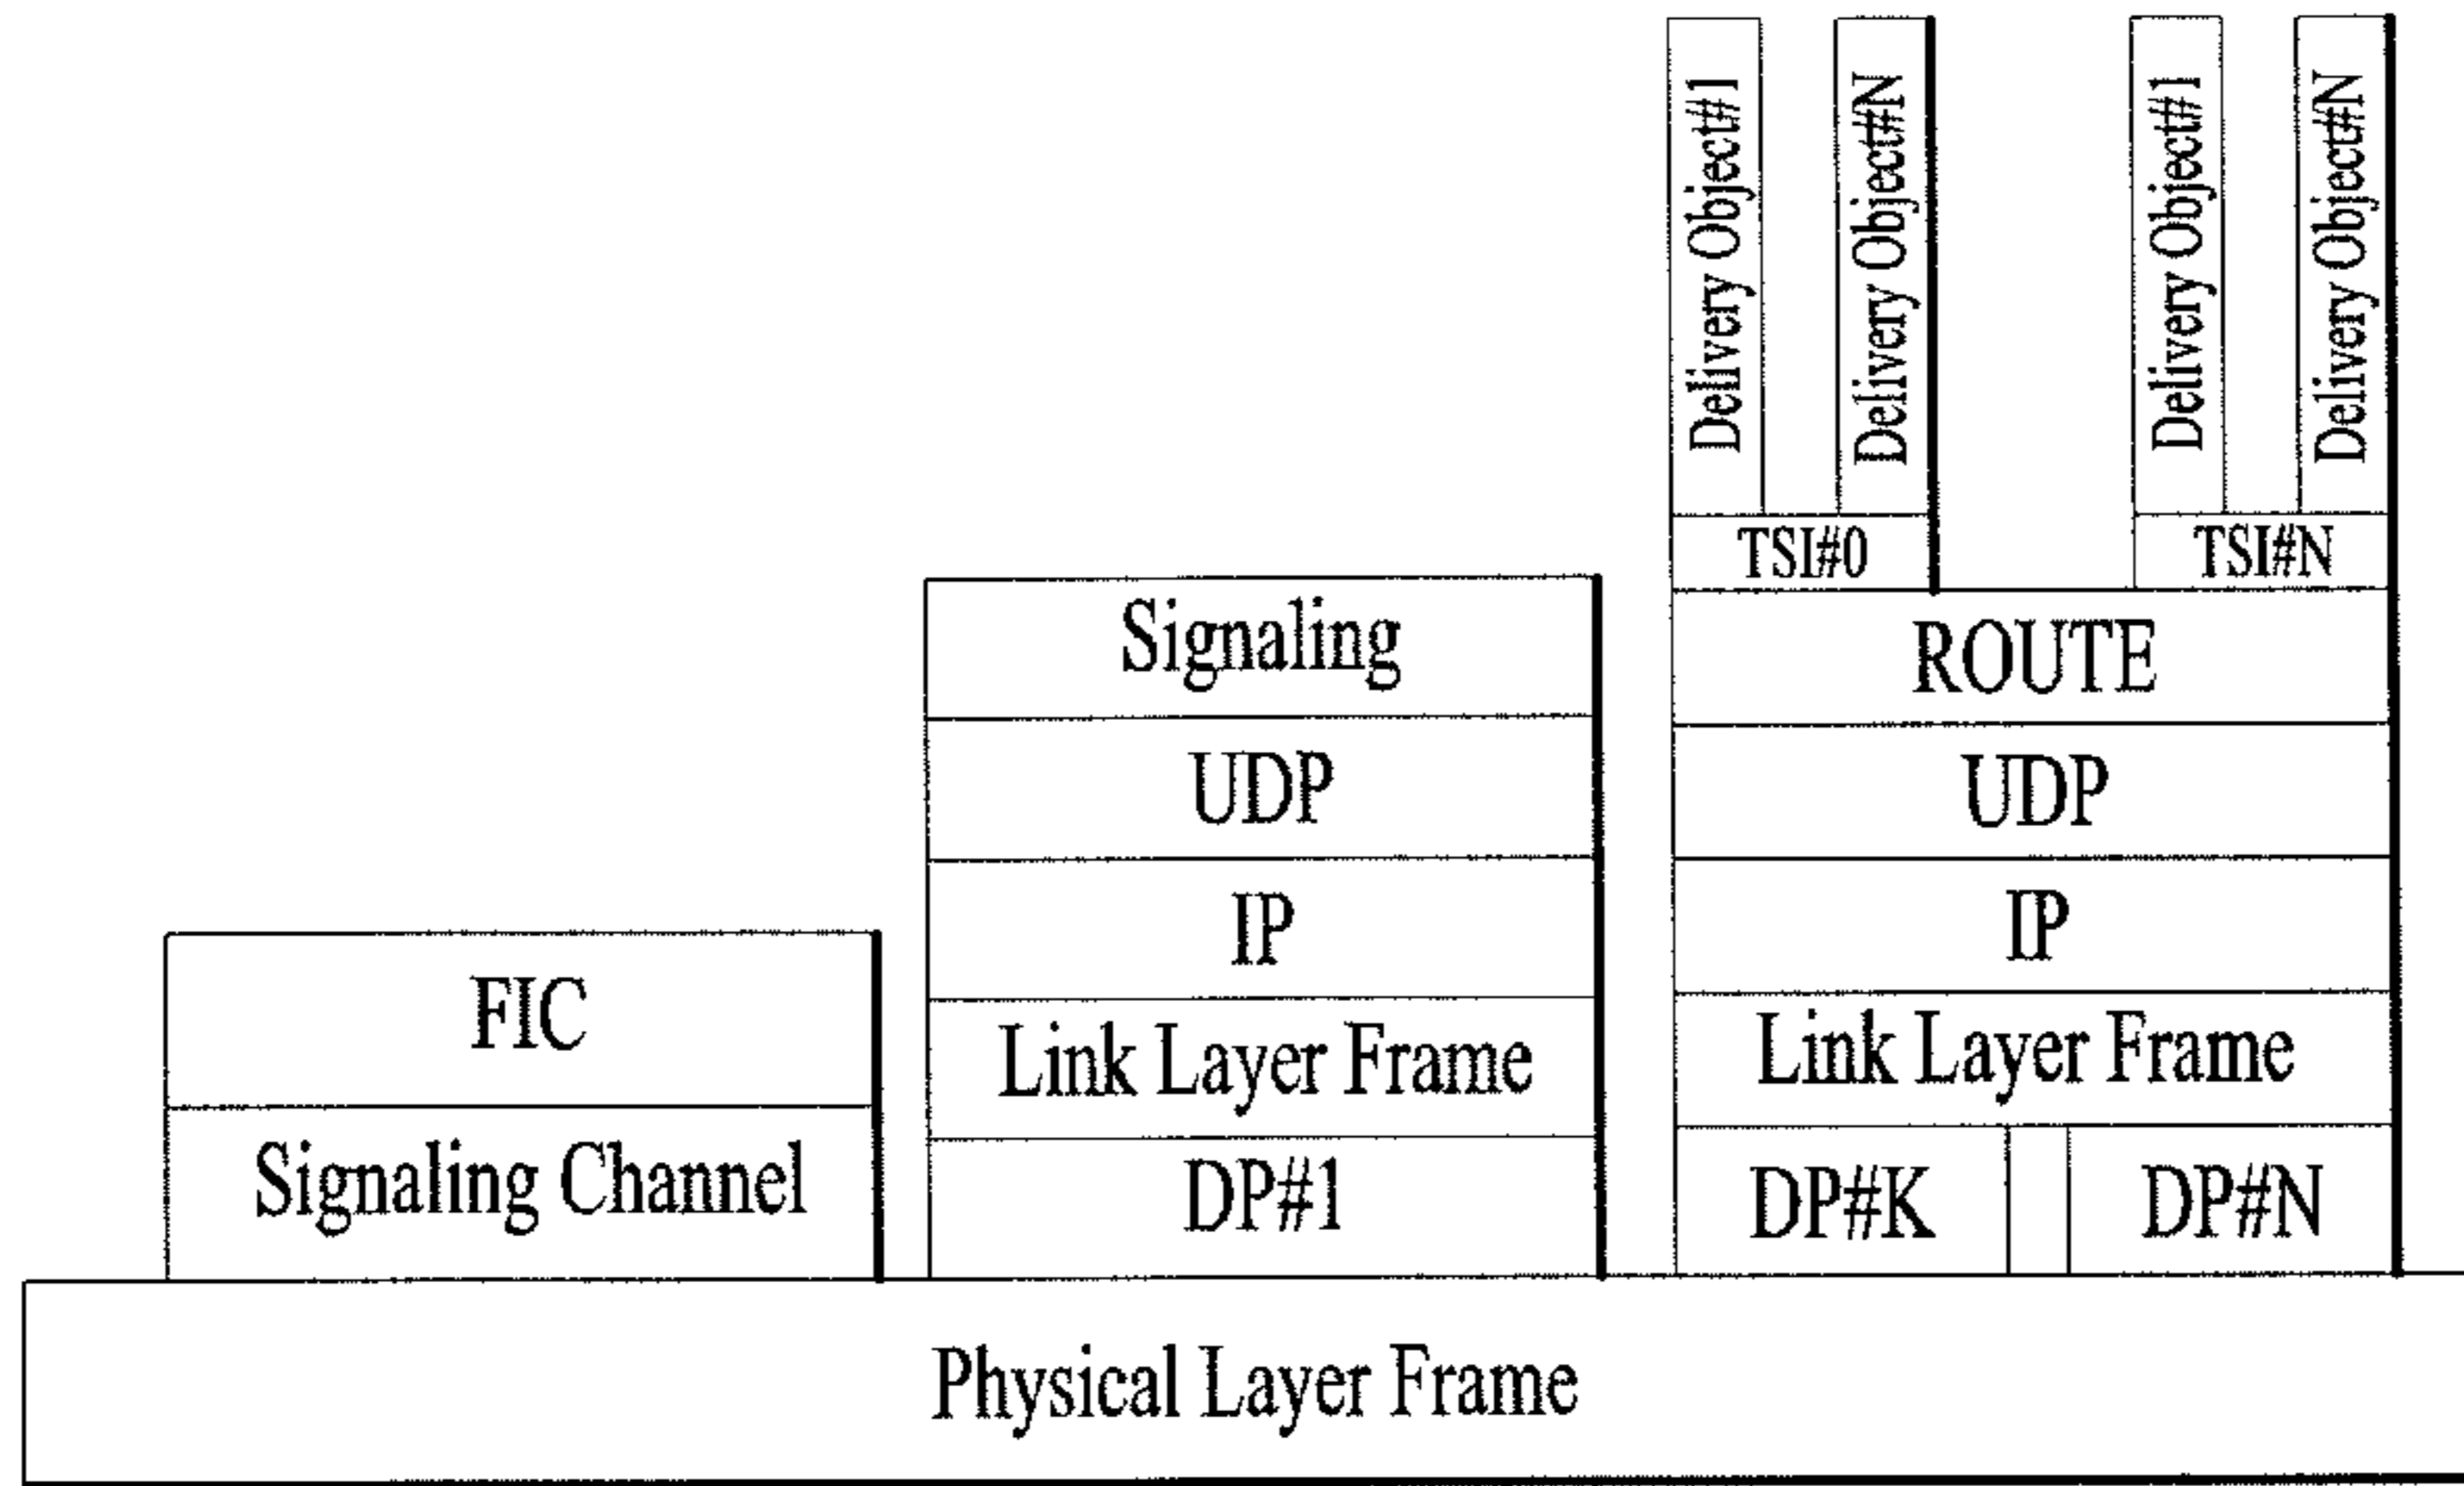 Delivery Object#1
Delivery Object#N
Delivery Object#1
Delivery Object#N
TSI#0
TSI#N
Signaling
ROUTE
UDP
UDP
IP
IP
FIC
Link Layer Frame
Link Layer Frame
Signaling Channel
DP#1
DP#K
DP#N
Physical Layer Frame